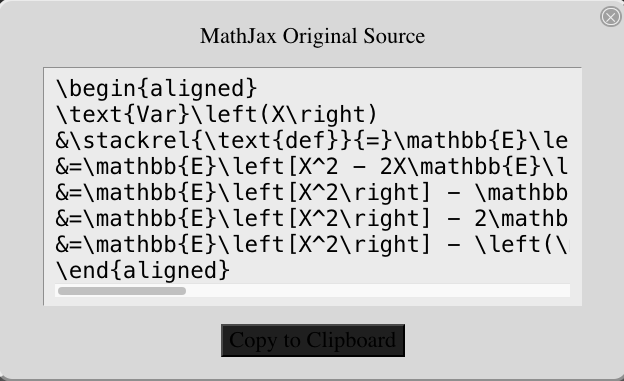 MathJax Original Source
\begin{aligned}
\text{Var}\left(X\right)
&\stackrel{\text{def}}{=}\mathbb{E}\le
&=\mathbb{E}\left[X^2 − 2X\mathbb{E}\l
&=\mathbb{E}\left[X^2\right] − \mathbb
&=\mathbb{E}\left[X^2\right] − 2\mathb
&=\mathbb{E}\left[X^2\right] − \left(\
\end{aligned}
Copy to Clipboard